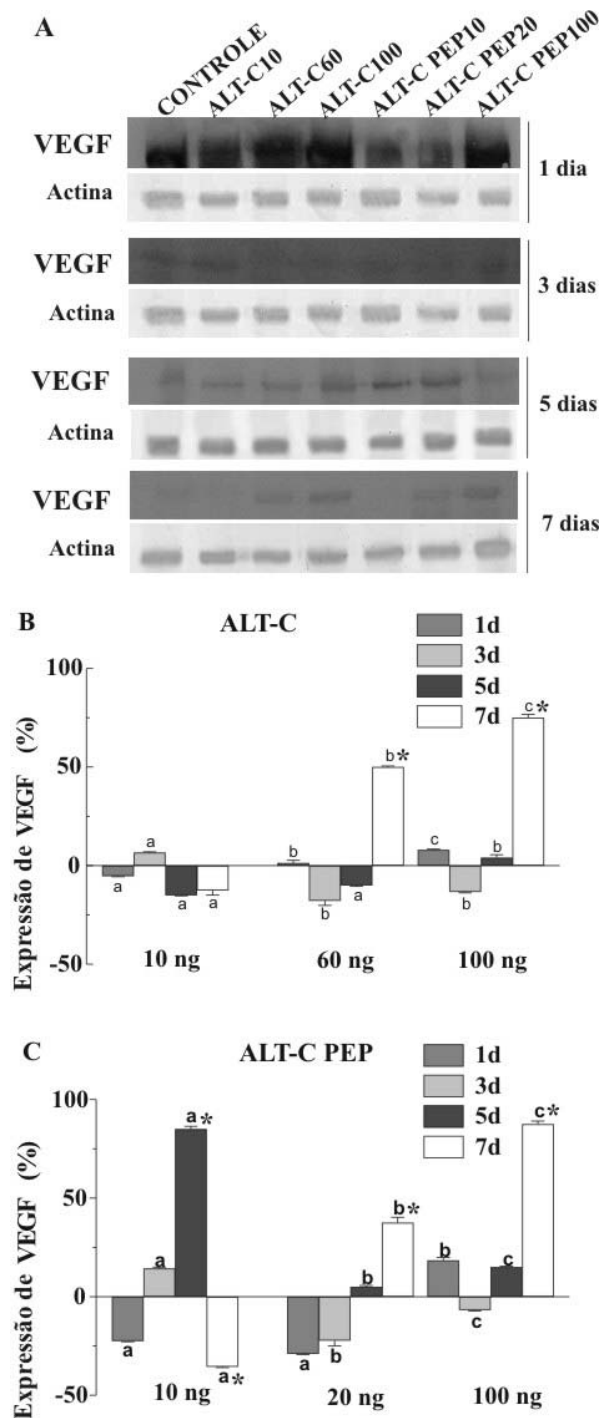 A
CONTROLE
ALT-C10
ALT-C60
ALT-C100
ALT-C PEP10
ALT-C PEP20
ALT-C PEP100
VEGF
Actina
1 dia
VEGF
Actina
3 dias
VEGF
Actina
5 dias
VEGF
Actina
7 dias
B
ALT-C
1d
3d
5d
7d
Expressão de VEGF (%)
100
50
0
-50
a
a
a
a
b
b
a
b*
c
b
b
c*
10 ng
60 ng
100 ng
C
ALT-C PEP
1d
3d
5d
7d
Expressão de VEGF (%)
100
50
0
-50
a
a
a*
a*
a
b
b
b*
b
c
c
c*
10 ng
20 ng
100 ng